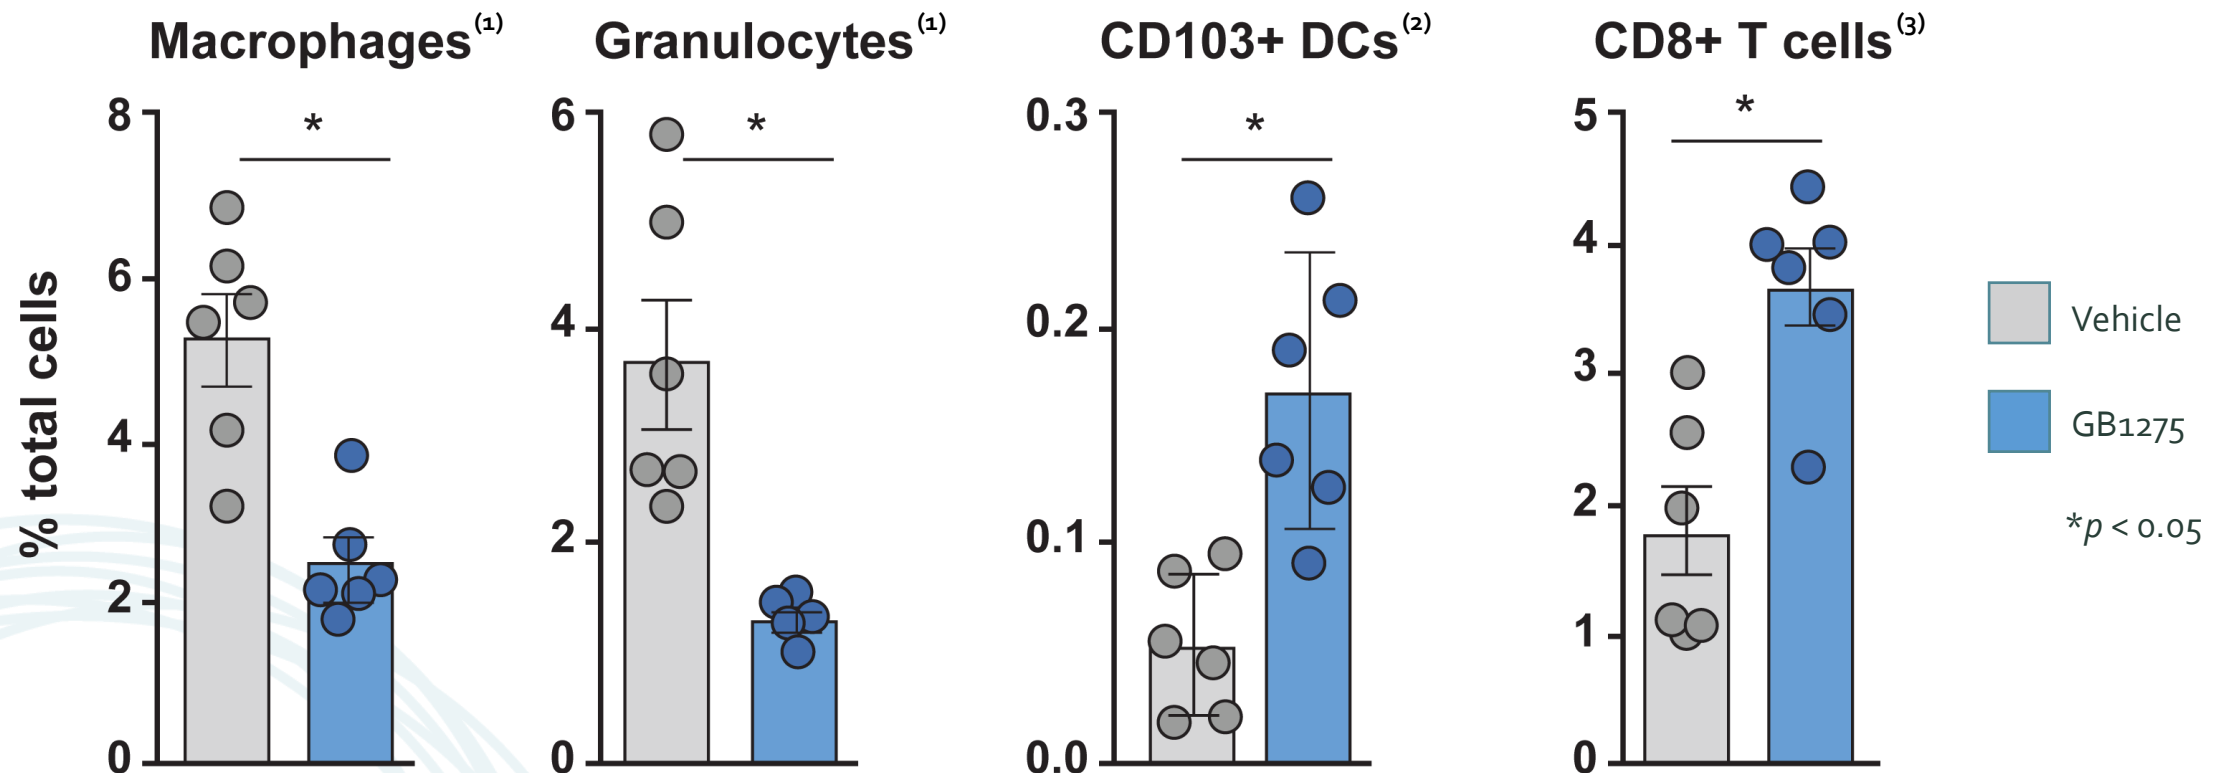 Macrophages(1)
Granulocytes(1)
CD103+ DCs(2)
CD8+ T cells(3)
% total cells
8
6
4
2
0
*
6
4
2
0
*
0.3
0.2
0.1
0.0
*
5
4
3
2
1
0
*
Vehicle
GB1275
*p < 0.05